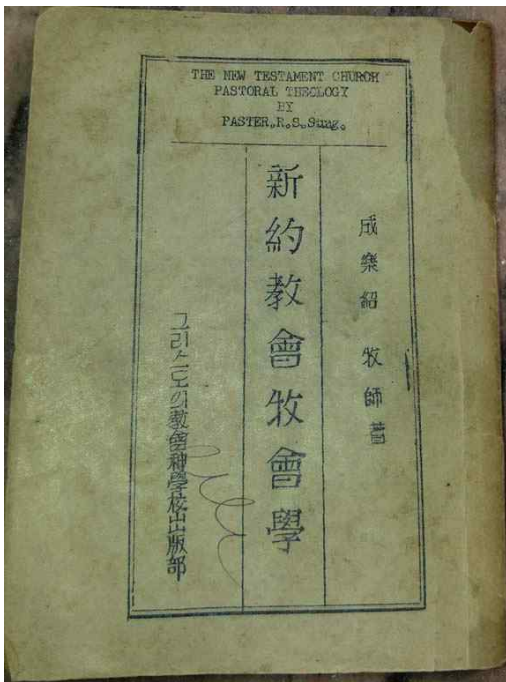 THE NEW TESTAMENT CHURCH
PASTORAL THEOLOGY
BY
PASTER.R.S.Sung.
成樂紹 牧師著
新約教會牧會學
그리스도의敎會神學校出版部